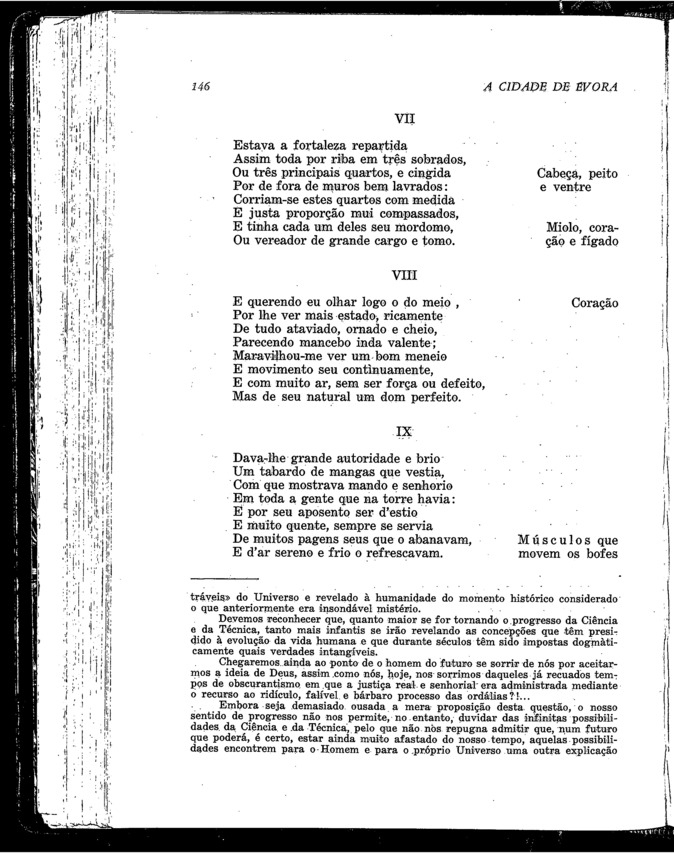 146
A CIDADE DE ÉVORA
VII
Estava a fortaleza repartida
Assim toda por riba em três sobrados,
Ou três principais quartos, e cingida
Cabeça, peito
Por de fora de muros bem lavrados:
e ventre
Corriam-se estes quartos com medida
E justa proporção mui compassados,
E tinha cada um deles seu mordomo,
Miolo, cora-
Ou vereador de grande cargo e tomo.
ção e fígado
VIII
E querendo eu olhar logo o do meio ,
Coração
Por lhe ver mais estado, ricamente
De tudo ataviado, ornado e cheio,
Parecendo mancebo inda valente;
Maravilhou-me ver um bom meneio
E movimento seu continuamente,
E com muito ar, sem ser força ou defeito,
Mas de seu natural um dom perfeito.
IX
Dava-lhe grande autoridade e brio
Um tabardo de mangas que vestia,
Com que mostrava mando e senhorio
Em toda a gente que na torre havia:
E por seu aposento ser d'estio
E muito quente, sempre se servia
De muitos pagens seus que o abanavam,
Músculos que
E d'ar sereno e frio o refrescavam.
movem os bofes
tráveis» do Universo e revelado à humanidade do momento histórico considerado
o que anteriormente era insondável mistério.
Devemos reconhecer que, quanto maior se for tornando o progresso da Ciência
e da Técnica, tanto mais infantis se irão revelando as concepções que têm presi-
dido à evolução da vida humana e que durante séculos têm sido impostas dogmàti-
camente quais verdades intangíveis.
Chegaremos ainda ao ponto de o homem do futuro se sorrir de nós por aceitar-
mos a ideia de Deus, assim como nós, hoje, nos sorrimos daqueles já recuados tem-
pos de obscurantismo em que a justiça real e senhorial era administrada mediante
o recurso ao ridículo, falível e bárbaro processo das ordálias?!...
Embora seja demasiado ousada a mera proposição desta questão, o nosso
sentido de progresso não nos permite, no entanto, duvidar das infinitas possibili-
dades da Ciência e da Técnica, pelo que não nos repugna admitir que, num futuro
que poderá, é certo, estar ainda muito afastado do nosso tempo, aquelas possibili-
dades encontrem para o Homem e para o próprio Universo uma outra explicação